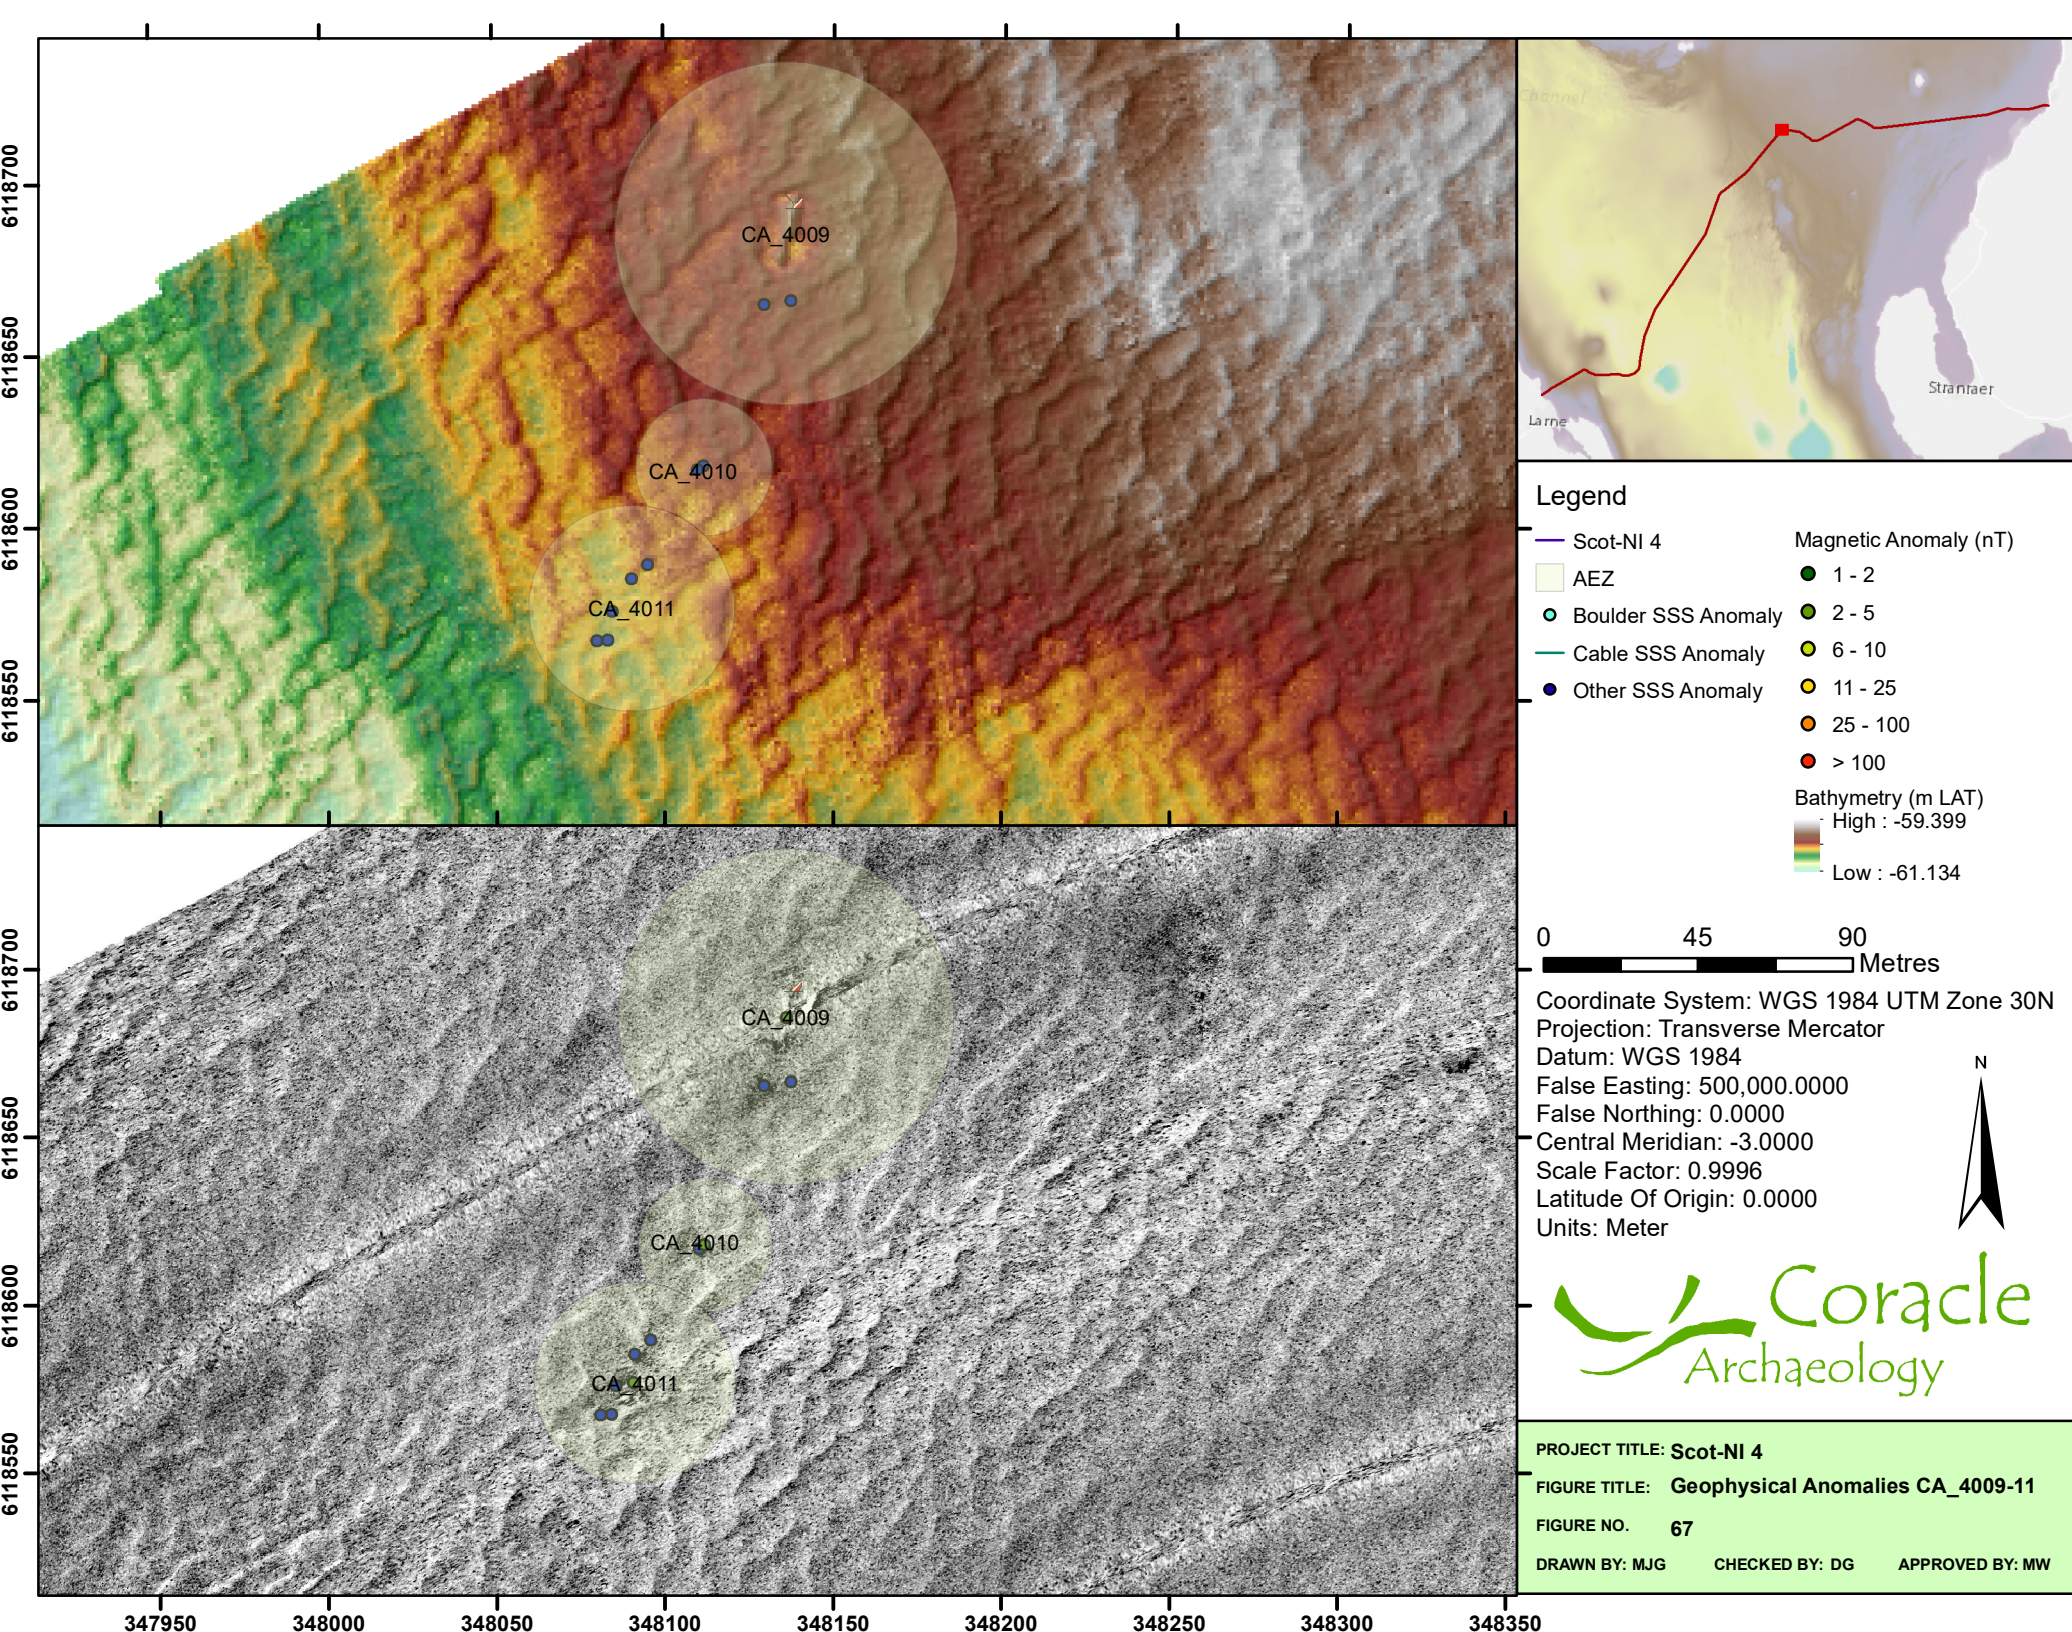 6118700
6118650
6118600
6118550
CA_4009
CA_4010
CA_4011
6118700
6118650
6118600
6118550
CA_4009
CA_4010
CA_4011
347950 348000 348050 348100 348150 348200 348250 348300 348350
Channel
Stranraer
Larne
Legend
Scot-NI 4
AEZ
Boulder SSS Anomaly
Cable SSS Anomaly
Other SSS Anomaly
Magnetic Anomaly (nT)
1 - 2
2 - 5
6 - 10
11 - 25
25 - 100
> 100
Bathymetry (m LAT)
High : -59.399
Low : -61.134
0 45 90
Metres
Coordinate System: WGS 1984 UTM Zone 30N
Projection: Transverse Mercator
Datum: WGS 1984
False Easting: 500,000.0000
False Northing: 0.0000
Central Meridian: -3.0000
Scale Factor: 0.9996
Latitude Of Origin: 0.0000
Units: Meter
N
Coracle
Archaeology
PROJECT TITLE: Scot-NI 4
FIGURE TITLE: Geophysical Anomalies CA_4009-11
FIGURE NO. 67
DRAWN BY: MJG CHECKED BY: DG APPROVED BY: MW